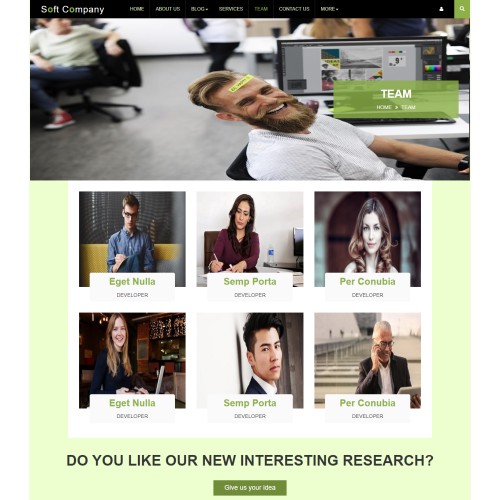 Soft Company
HOME ABOUT US BLOG SERVICES TEAM CONTACT US MORE
TEAM
HOME TEAM
Eget Nulla
DEVELOPER
Semp Porta
DEVELOPER
Per Conubia
DEVELOPER
Eget Nulla
DEVELOPER
Semp Porta
DEVELOPER
Per Conubia
DEVELOPER
DO YOU LIKE OUR NEW INTERESTING RESEARCH?
Give us your idea